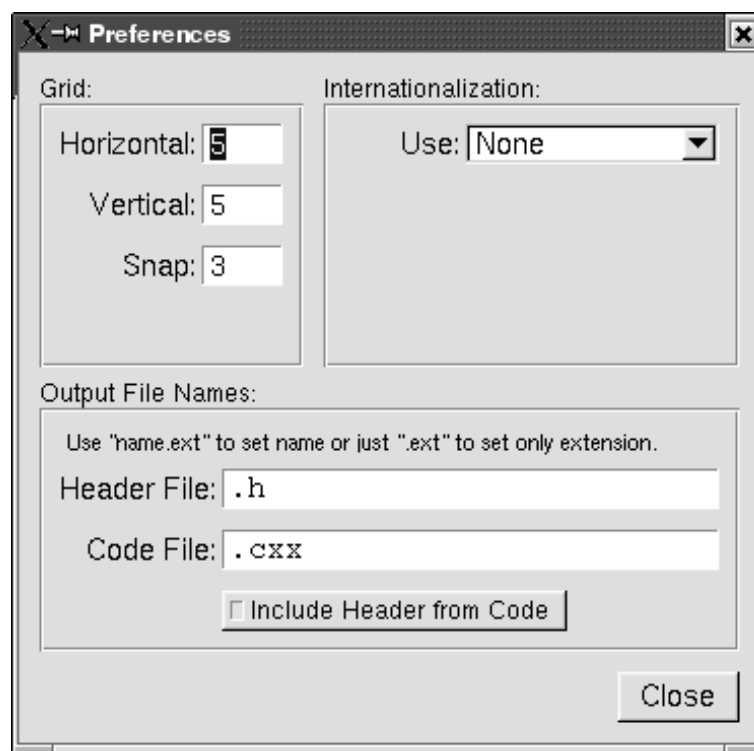 Preferences
Grid:
Horizontal: 5
Vertical: 5
Snap: 3
Internationalization:
Use: None
Output File Names:
Use "name.ext" to set name or just ".ext" to set only extension.
Header File: .h
Code File: .cxx
Include Header from Code
Close